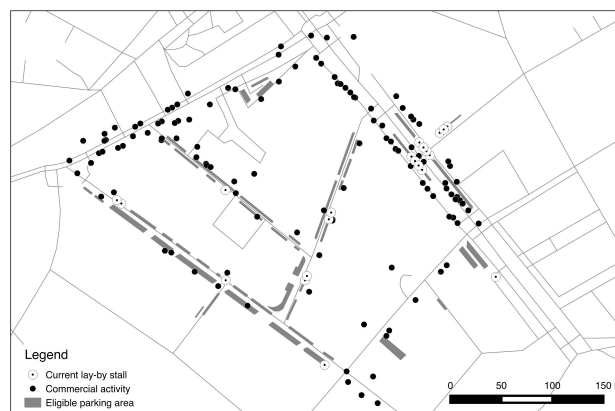 Legend
Current lay-by stall
Commercial activity
Eligible parking area
0 50 100 150